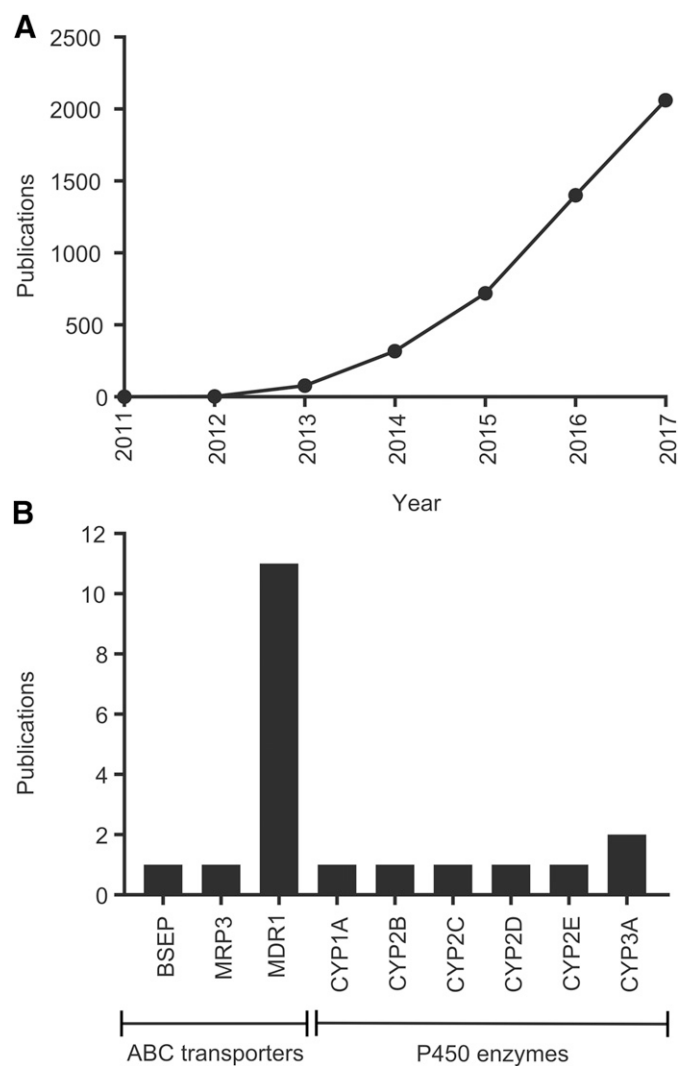 A
2500
2000
1500
1000
500
0
Publications
2011
2012
2013
2014
2015
2016
2017
Year
B
12
10
8
6
4
2
0
Publications
BSEP
MRP3
MDR1
CYP1A
CYP2B
CYP2C
CYP2D
CYP2E
CYP3A
ABC transporters
P450 enzymes